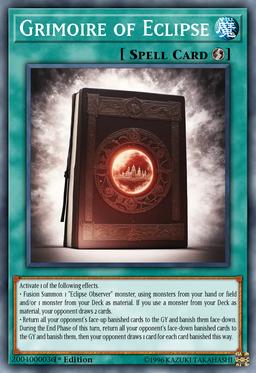 Grimoire of Eclipse
魔
[ Spell Card ]
Activate 1 of the following effects.
• Fusion Summon 1 "Eclipse Observer" monster, using monsters from your hand or field
and/or 1 monster from your Deck as material. If you use a monster from your Deck as
material, your opponent draws 2 cards.
• Return all your opponent's face-up banished cards to the GY and banish them face-down.
During the End Phase of this turn, return all your opponent's face-down banished cards to
the GY and banish them, then your opponent draws 1 card for each card banished this way.
2004000036 1st Edition ©1996 KAZUKI TAKAHASHI